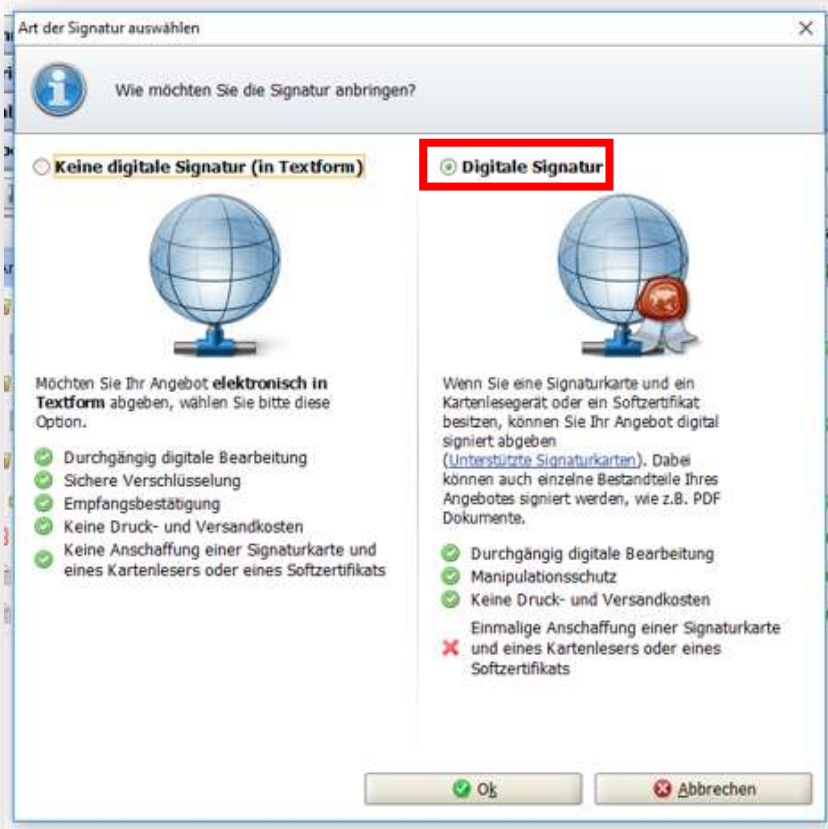 Art der Signatur auswählen
Wie möchten Sie die Signatur anbringen?
Keine digitale Signatur (in Textform)
Möchten Sie Ihr Angebot elektronisch in
Textform abgeben, wählen Sie bitte diese
Option.
Durchgängig digitale Bearbeitung
Sichere Verschlüsselung
Empfangsbestätigung
Keine Druck- und Versandkosten
Keine Anschaffung einer Signaturkarte und
eines Kartenlesers oder eines Softzertifikats
Digitale Signatur
Wenn Sie eine Signaturkarte und ein
Kartenlesegerät oder ein Softzertifikat
besitzen, können Sie Ihr Angebot digital
signiert abgeben
(Unterstützte Signaturkarten). Dabei
können auch einzelne Bestandteile Ihres
Angebotes signiert werden, wie z.B. PDF
Dokumente.
Durchgängig digitale Bearbeitung
Manipulationsschutz
Keine Druck- und Versandkosten
Einmalige Anschaffung einer Signaturkarte
und eines Kartenlesers oder eines
Softzertifikats
Ok
Abbrechen